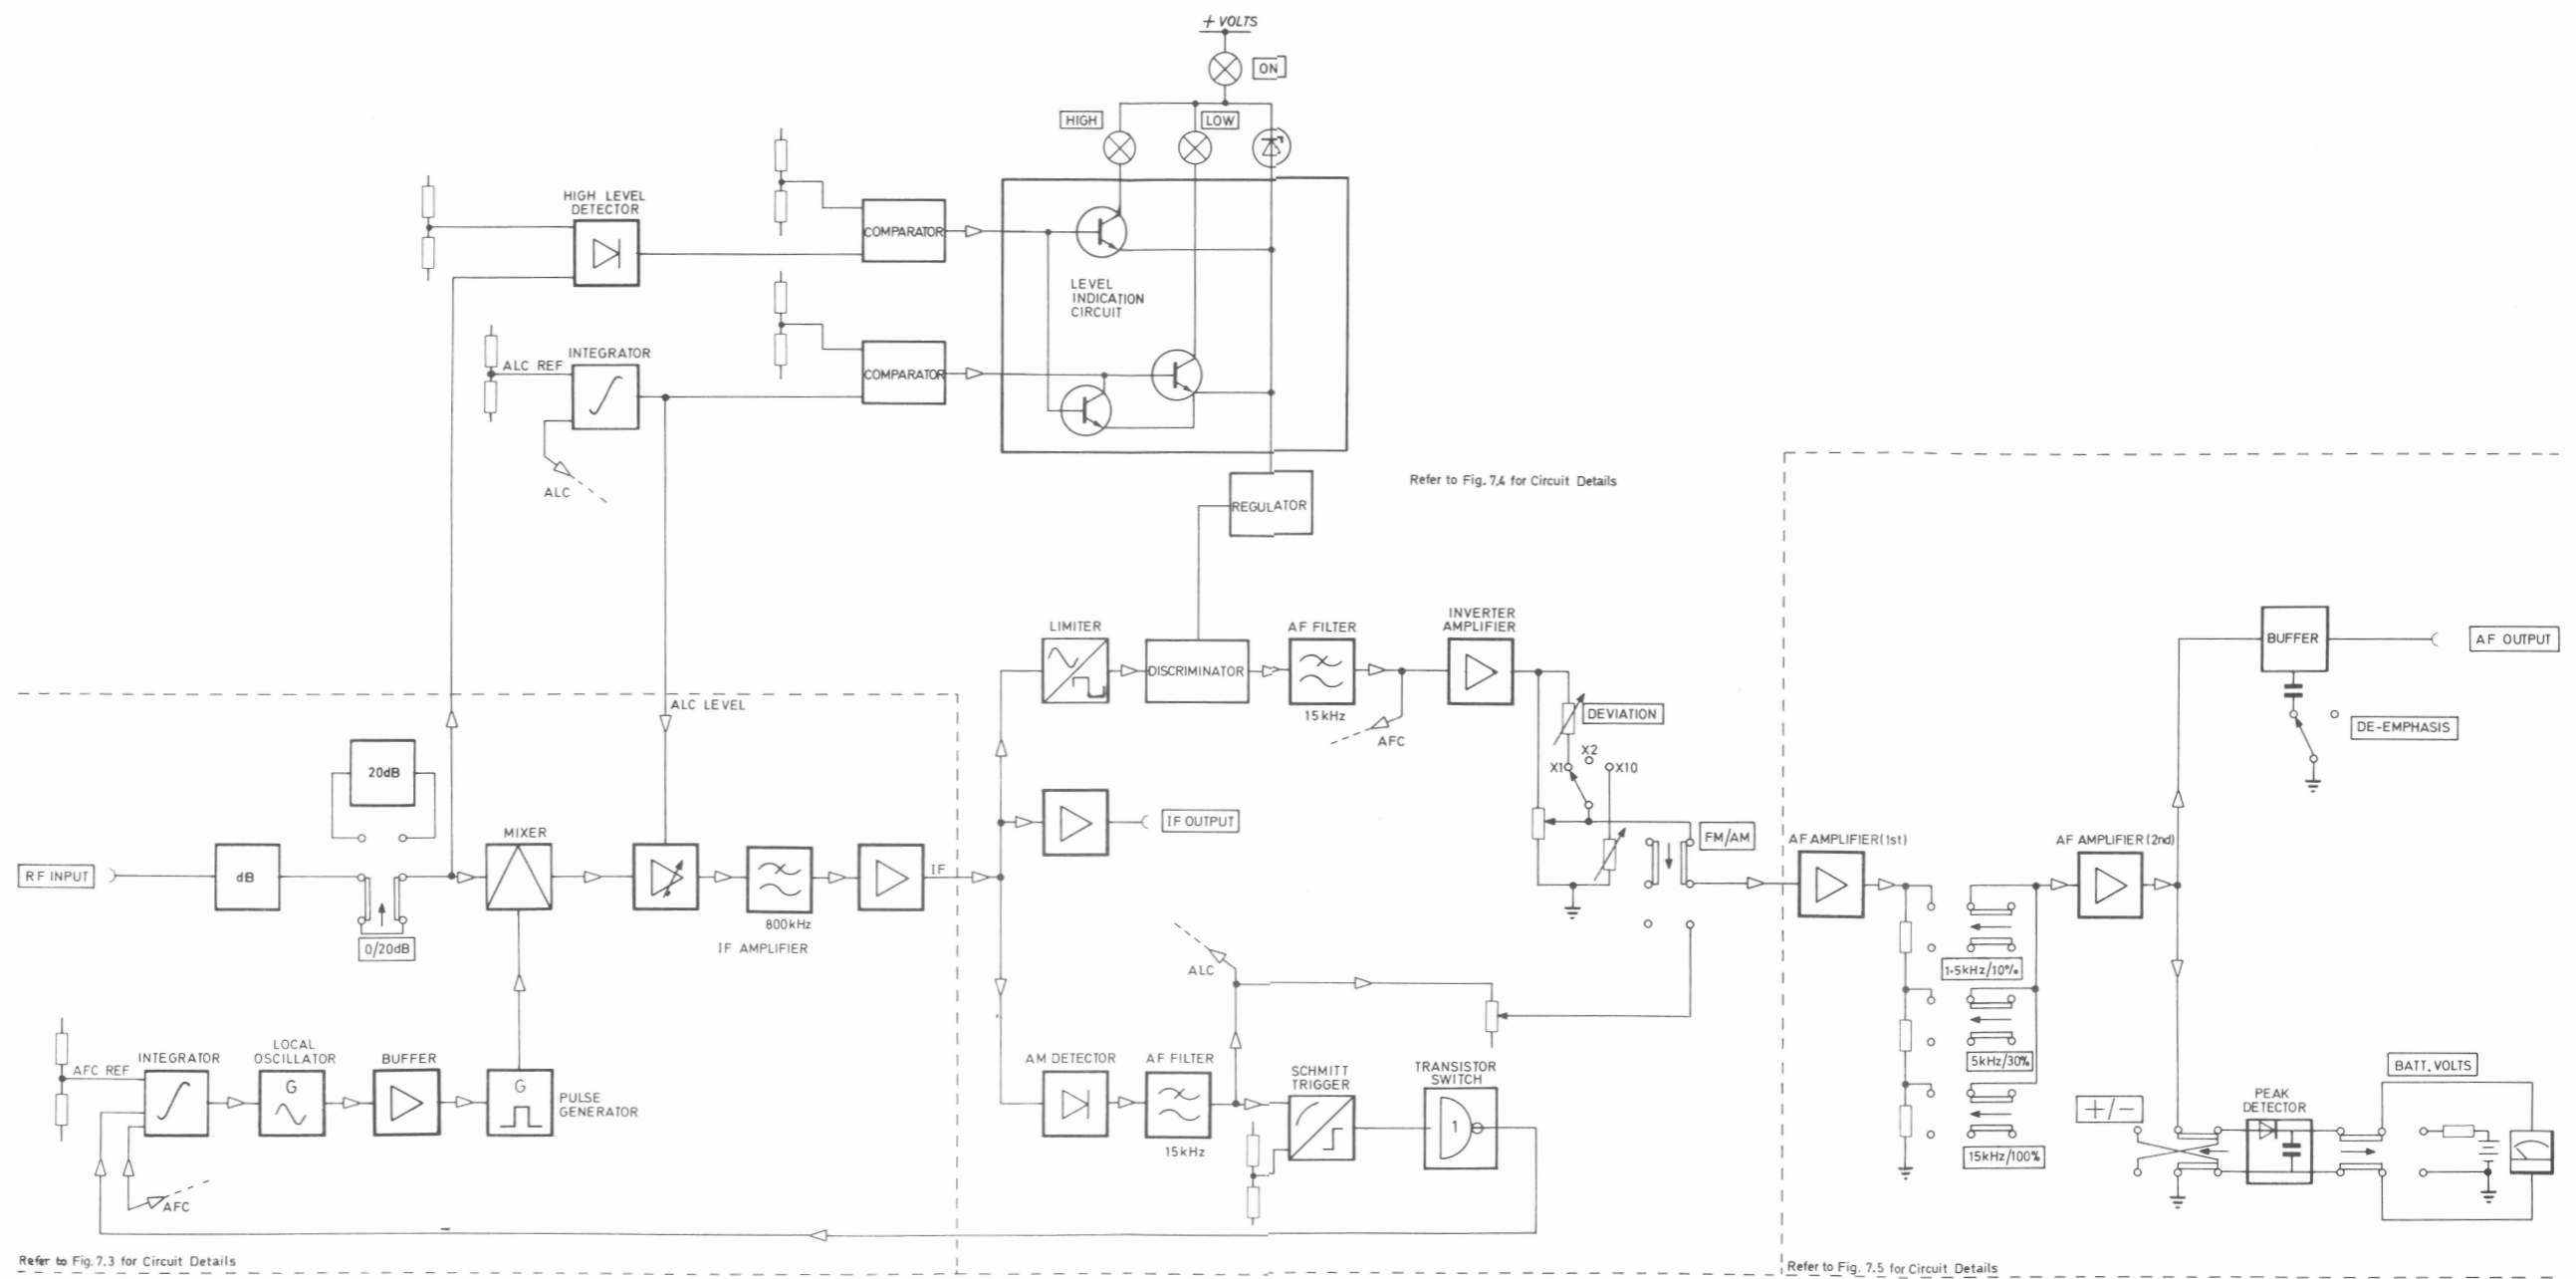 + VOLTS
ON
HIGH
LOW
HIGH LEVEL
DETECTOR
COMPARATOR
LEVEL
INDICATION
CIRCUIT
INTEGRATOR
ALC REF
COMPARATOR
ALC
Refer to Fig. 7.4 for Circuit Details
REGULATOR
LIMITER
DISCRIMINATOR
AF FILTER
15 kHz
AFC
INVERTER
AMPLIFIER
DEVIATION
X2
X1
X10
FM/AM
BUFFER
AF OUTPUT
DE-EMPHASIS
ALC LEVEL
20dB
RF INPUT
dB
0/20dB
MIXER
800kHz
IF AMPLIFIER
IF
IF OUTPUT
AF AMPLIFIER (1st)
AF AMPLIFIER (2nd)
1·5kHz/10%
5kHz/30%
15kHz/100%
ALC
AFC REF
INTEGRATOR
LOCAL
OSCILLATOR
G
BUFFER
G
PULSE
GENERATOR
AFC
AM DETECTOR
AF FILTER
15kHz
SCHMITT
TRIGGER
TRANSISTOR
SWITCH
1
+/-
PEAK
DETECTOR
BATT. VOLTS
Refer to Fig. 7.3 for Circuit Details
Refer to Fig. 7.5 for Circuit Details